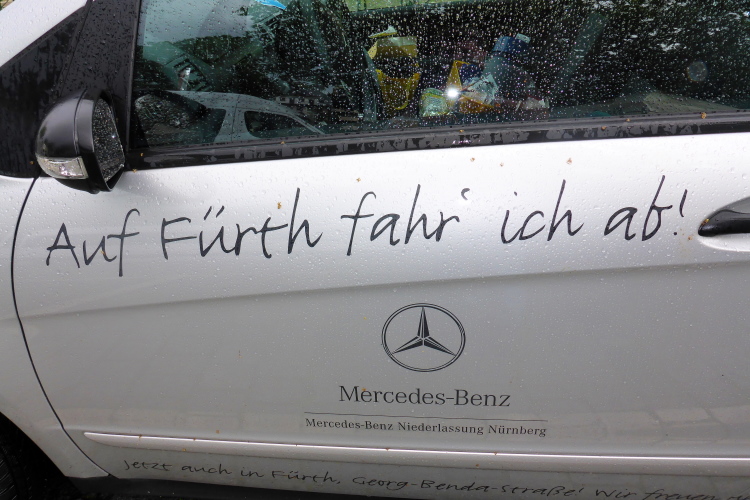 Auf Fürth fahr' ich ab!
Mercedes-Benz
Mercedes-Benz Niederlassung Nürnberg
Jetzt auch in Fürth, Georg-Benda-Straße! Wir freuen